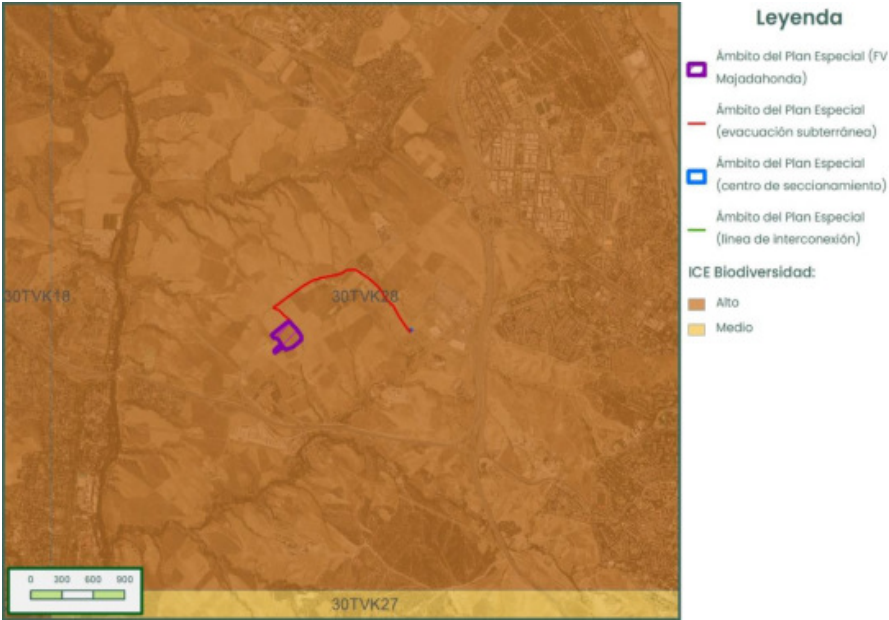 Leyenda
Ámbito del Plan Especial (FV
Majadahonda)
Ámbito del Plan Especial
(evacuación subterránea)
Ámbito del Plan Especial
(centro de seccionamiento)
Ámbito del Plan Especial
(línea de interconexión)
ICE Biodiversidad:
Alto
Medio
30TVK18
30TVK28
0 300 600 900
30TVK27